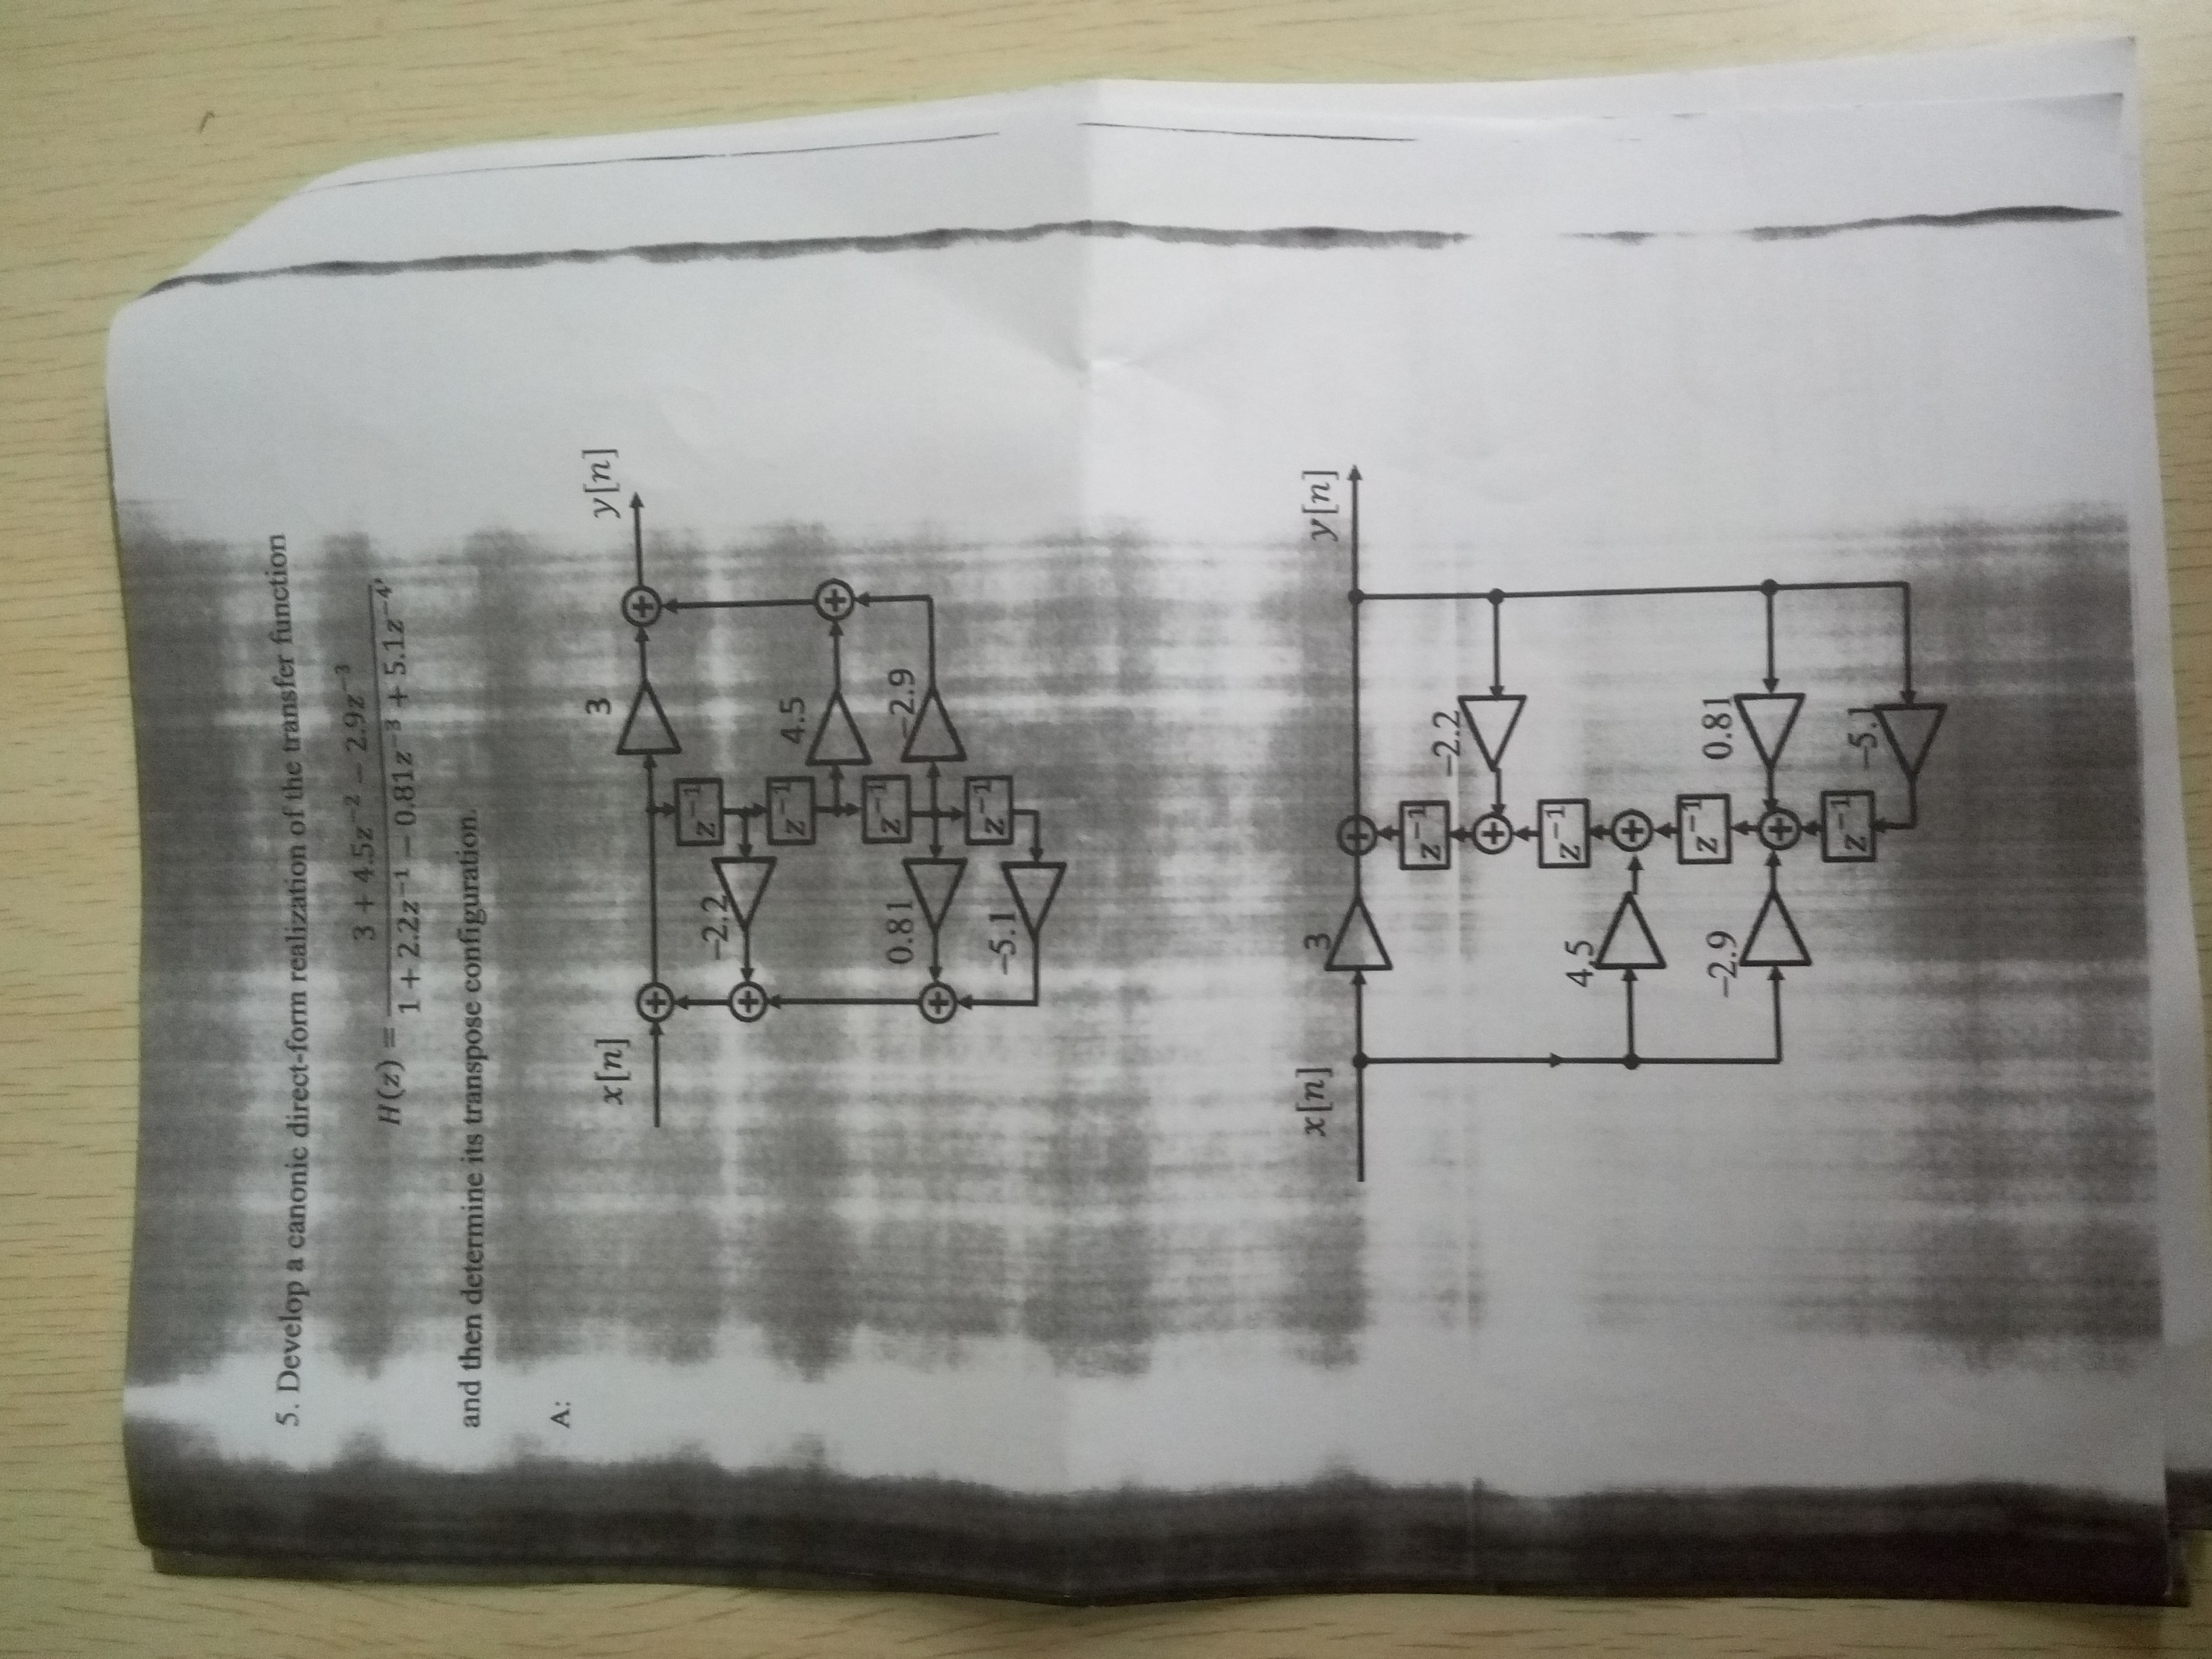 5. Develop a canonic direct-form realization of the transfer function
H(z) = 3 + 4.5z⁻² − 2.9z⁻³ / 1 + 2.2z⁻¹ − 0.81z⁻³ + 5.1z⁻⁴,
and then determine its transpose configuration.
A:
x[n] 3 y[n]
z⁻¹
−2.2
z⁻¹
4.5
z⁻¹
0.81 −2.9
z⁻¹
−5.1
x[n] 3 y[n]
z⁻¹
−2.2
z⁻¹
4,5
z⁻¹
−2.9 0.81
z⁻¹
−5.1